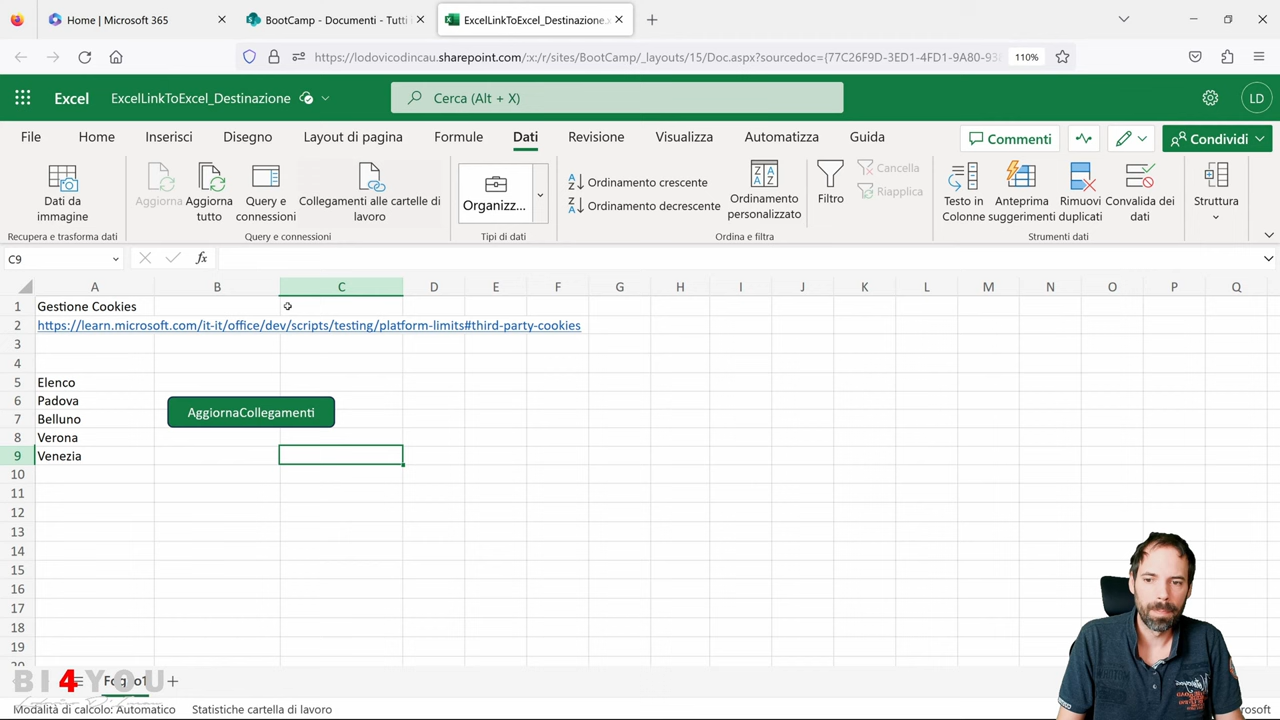 Home | Microsoft 365
BootCamp - Documenti - Tutti i
ExcelLinkToExcel_Destinazione.x
https://lodovicodincau.sharepoint.com/:x:/r/sites/BootCamp/_layouts/15/Doc.aspx?sourcedoc={77C26F9D-3ED1-4FD1-9A80-93
110%
Excel
ExcelLinkToExcel_Destinazione
Cerca (Alt + X)
LD
File
Home
Inserisci
Disegno
Layout di pagina
Formule
Dati
Revisione
Visualizza
Automatizza
Guida
Commenti
Condividi
Dati da immagine
Aggiorna
Aggiorna tutto
Query e connessioni
Collegamenti alle cartelle di lavoro
Organizz...
Ordinamento crescente
Ordinamento decrescente
Ordinamento personalizzato
Filtro
Cancella
Riapplica
Testo in Colonne
Anteprima suggerimenti
Rimuovi duplicati
Convalida dei dati
Struttura
Recupera e trasforma dati
Query e connessioni
Tipi di dati
Ordina e filtra
Strumenti dati
C9
fx
A B C D E F G H I J K L M N O P Q
1 Gestione Cookies
2 https://learn.microsoft.com/it-it/office/dev/scripts/testing/platform-limits#third-party-cookies
3
4
5 Elenco
6 Padova
AggiornaCollegamenti
7 Belluno
8 Verona
9 Venezia
10
11
12
13
14
15
16
17
18
19
BI4YOU
Foglio1
Modalità di calcolo: Automatico
Statistiche cartella di lavoro